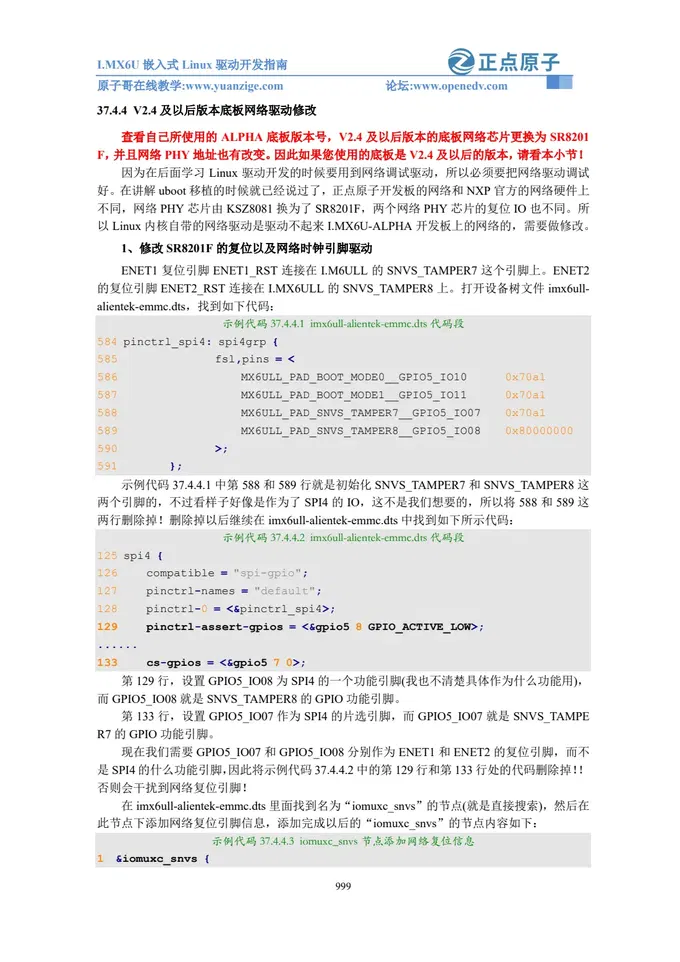 I.MX6U 嵌入式 Linux 驱动开发指南
正点原子
原子哥在线教学:www.yuanzige.com 论坛:www.openedv.com
37.4.4 V2.4 及以后版本底板网络驱动修改
查看自己所使用的 ALPHA 底板版本号，V2.4 及以后版本的底板网络芯片更换为 SR8201
F，并且网络 PHY 地址也有改变。因此如果您使用的底板是 V2.4 及以后的版本，请看本小节！
因为在后面学习 Linux 驱动开发的时候要用到网络调试驱动，所以必须要把网络驱动调试
好。在讲解 uboot 移植的时候就已经说过了，正点原子开发板的网络和 NXP 官方的网络硬件上
不同，网络 PHY 芯片由 KSZ8081 换为了 SR8201F，两个网络 PHY 芯片的复位 IO 也不同。所
以 Linux 内核自带的网络驱动是驱动不起来 I.MX6U-ALPHA 开发板上的网络的，需要做修改。
1、修改 SR8201F 的复位以及网络时钟引脚驱动
ENET1 复位引脚 ENET1_RST 连接在 I.M6ULL 的 SNVS_TAMPER7 这个引脚上。ENET2
的复位引脚 ENET2_RST 连接在 I.MX6ULL 的 SNVS_TAMPER8 上。打开设备树文件 imx6ull-
alientek-emmc.dts，找到如下代码：
示例代码 37.4.4.1 imx6ull-alientek-emmc.dts 代码段
584 pinctrl_spi4: spi4grp {
585 fsl,pins = <
586 MX6ULL_PAD_BOOT_MODE0__GPIO5_IO10 0x70a1
587 MX6ULL_PAD_BOOT_MODE1__GPIO5_IO11 0x70a1
588 MX6ULL_PAD_SNVS_TAMPER7__GPIO5_IO07 0x70a1
589 MX6ULL_PAD_SNVS_TAMPER8__GPIO5_IO08 0x80000000
590 >;
591 };
示例代码 37.4.4.1 中第 588 和 589 行就是初始化 SNVS_TAMPER7 和 SNVS_TAMPER8 这
两个引脚的，不过看样子好像是作为了 SPI4 的 IO，这不是我们想要的，所以将 588 和 589 这
两行删除掉！删除掉以后继续在 imx6ull-alientek-emmc.dts 中找到如下所示代码：
示例代码 37.4.4.2 imx6ull-alientek-emmc.dts 代码段
125 spi4 {
126 compatible = "spi-gpio";
127 pinctrl-names = "default";
128 pinctrl-0 = <&pinctrl_spi4>;
129 pinctrl-assert-gpios = <&gpio5 8 GPIO_ACTIVE_LOW>;
......
133 cs-gpios = <&gpio5 7 0>;
第 129 行，设置 GPIO5_IO08 为 SPI4 的一个功能引脚(我也不清楚具体作为什么功能用)，
而 GPIO5_IO08 就是 SNVS_TAMPER8 的 GPIO 功能引脚。
第 133 行，设置 GPIO5_IO07 作为 SPI4 的片选引脚，而 GPIO5_IO07 就是 SNVS_TAMPE
R7 的 GPIO 功能引脚。
现在我们需要 GPIO5_IO07 和 GPIO5_IO08 分别作为 ENET1 和 ENET2 的复位引脚，而不
是 SPI4 的什么功能引脚，因此将示例代码 37.4.4.2 中的第 129 行和第 133 行处的代码删除掉！！
否则会干扰到网络复位引脚！
在 imx6ull-alientek-emmc.dts 里面找到名为“iomuxc_snvs”的节点(就是直接搜索)，然后在
此节点下添加网络复位引脚信息，添加完成以后的“iomuxc_snvs”的节点内容如下：
示例代码 37.4.4.3 iomuxc_snvs 节点添加网络复位信息
1 &iomuxc_snvs {
999